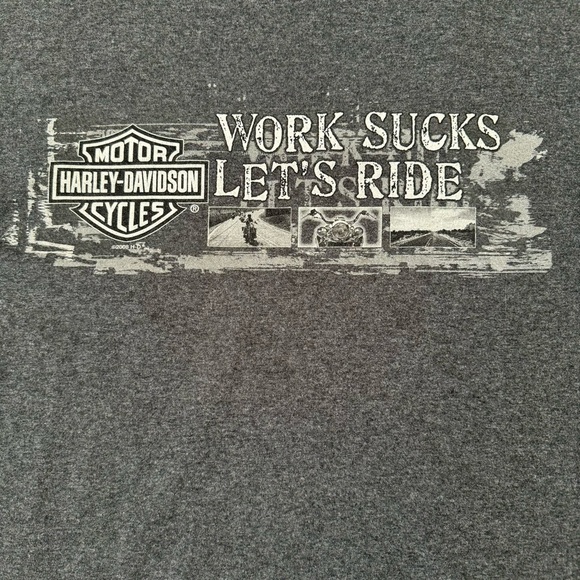 WORK SUCKS
LET'S RIDE
MOTOR
HARLEY-DAVIDSON
CYCLES
®